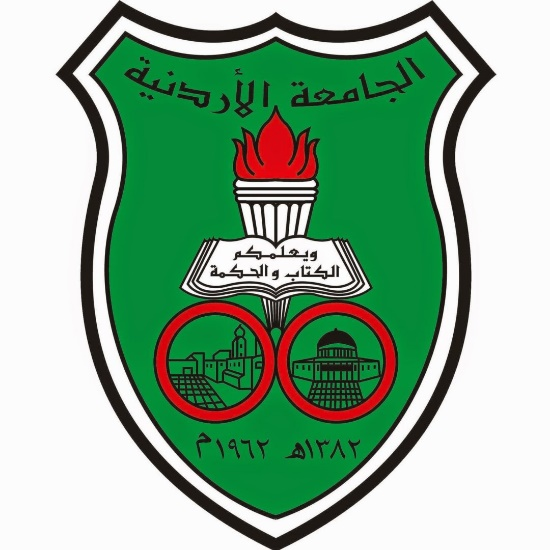 الجامعة الأردنية
ويعلمكم
الكتاب والحكمة
١٣٨٢هـ ١٩٦٢م